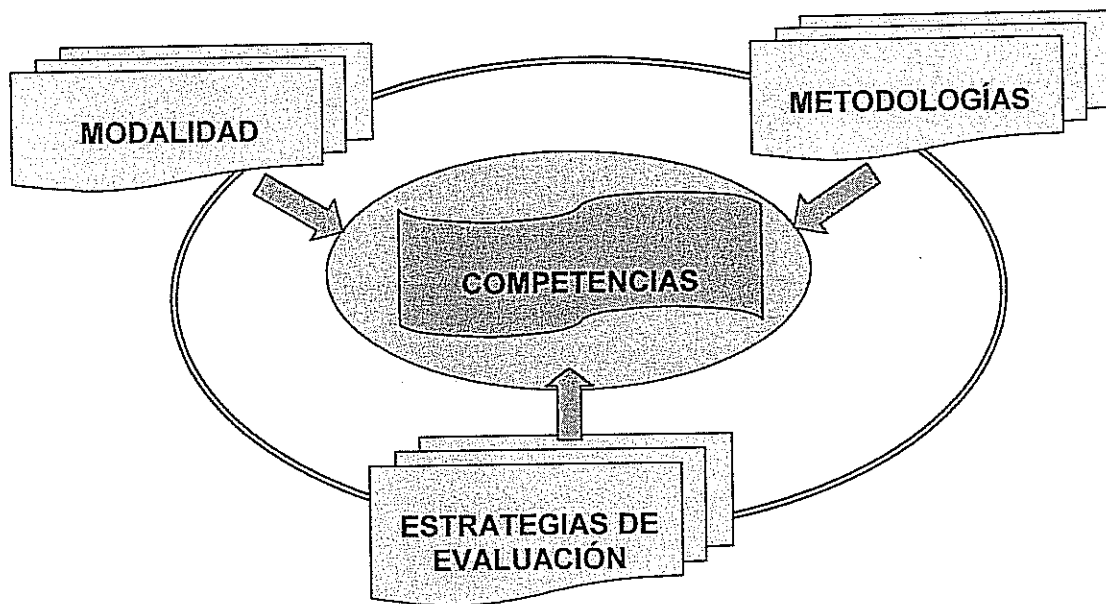 MODALIDAD
METODOLOGÍAS
COMPETENCIAS
ESTRATEGIAS DE
EVALUACIÓN